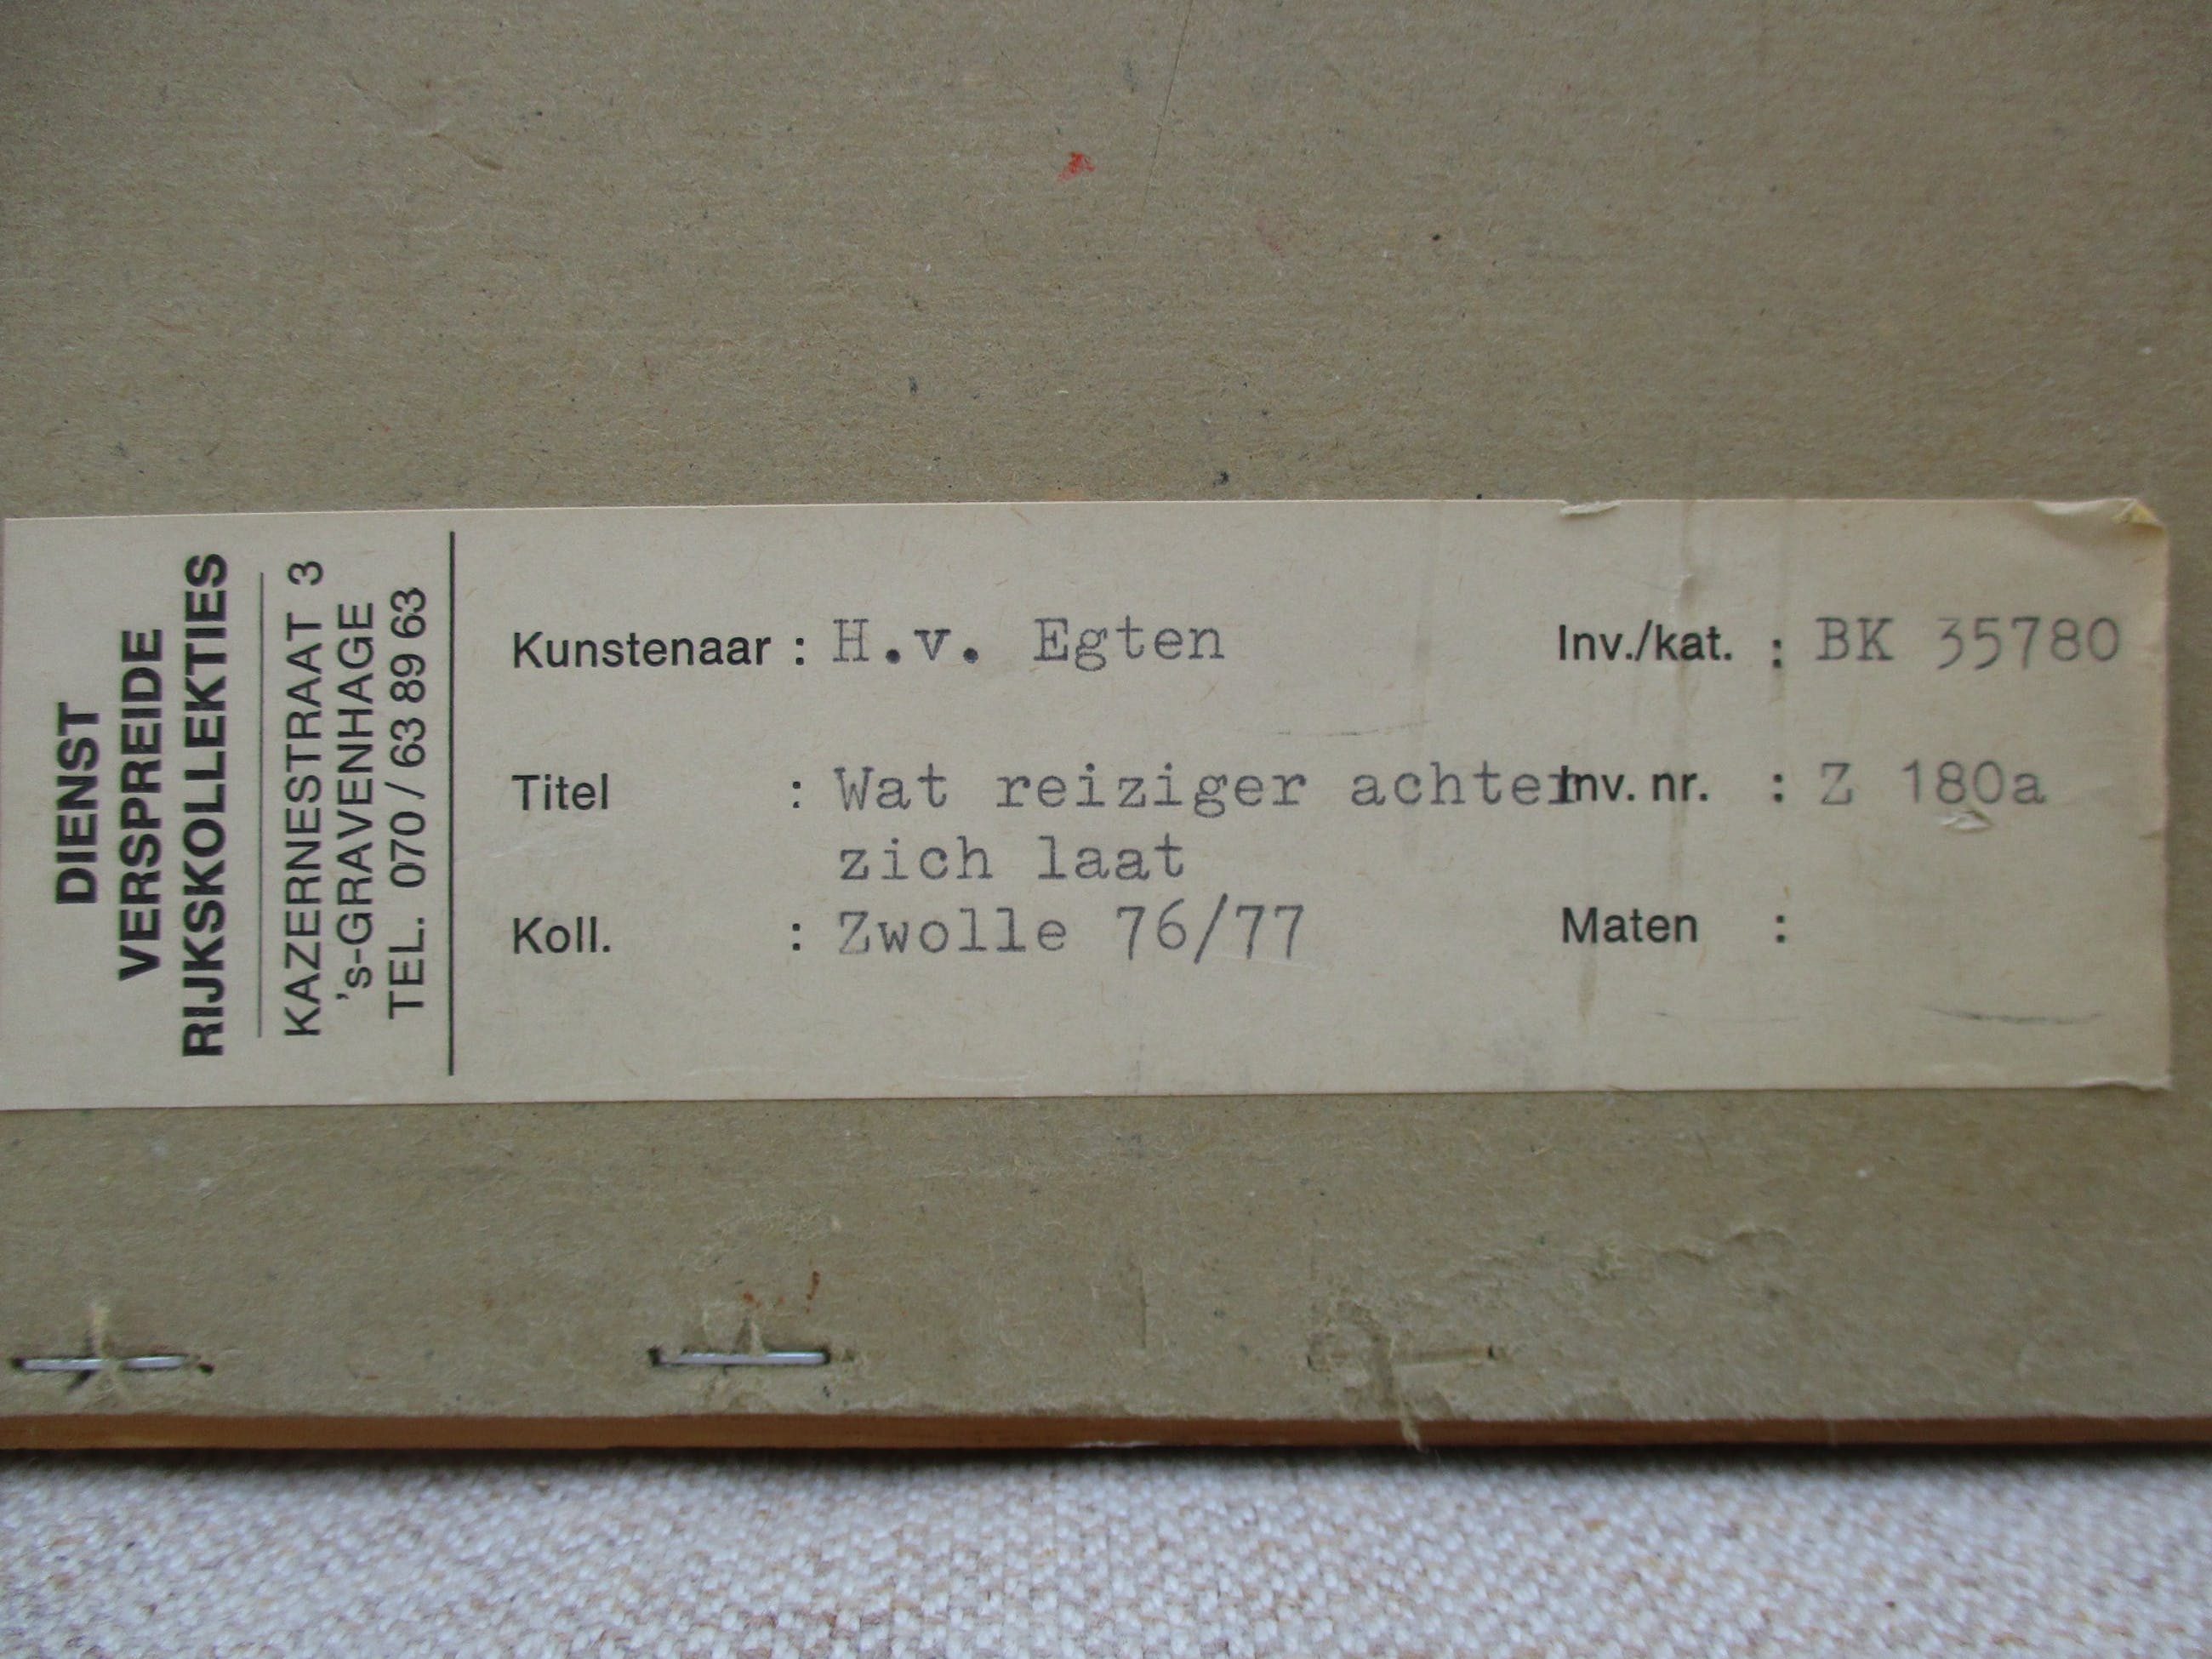 DIENST
VERSPREIDE
RIJKSKOLLEKTIES
KAZERNESTRAAT 3
's-GRAVENHAGE
TEL. 070 / 63 89 63
Kunstenaar : H.v. Egten Inv./kat. : BK 35780
Titel : Wat reiziger achter Inv. nr. : Z 180a
zich laat
Koll. : Zwolle 76/77 Maten :